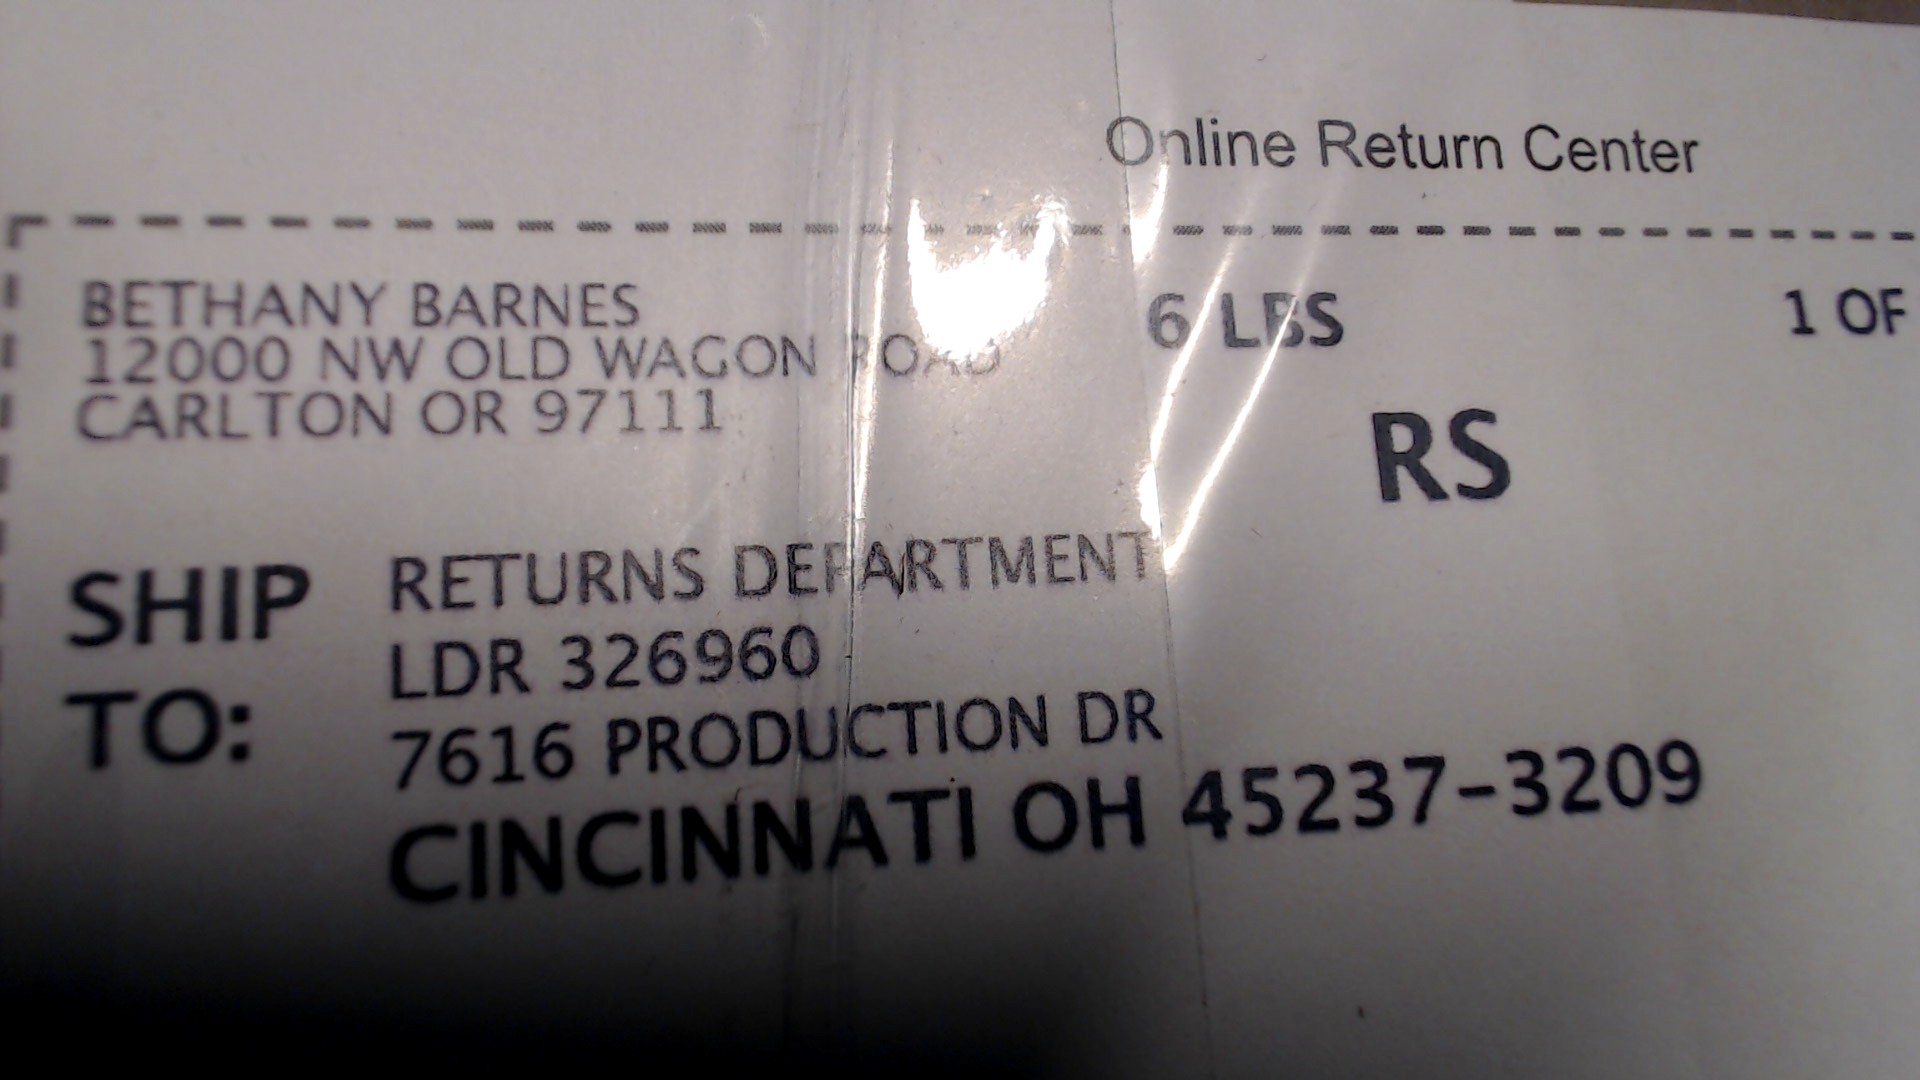 Online Return Center
BETHANY BARNES
12000 NW OLD WAGON ROAD
CARLTON OR 97111
6 LBS
1 OF
RS
SHIP TO:
RETURNS DEPARTMENT
LDR 326960
7616 PRODUCTION DR
CINCINNATI OH 45237-3209